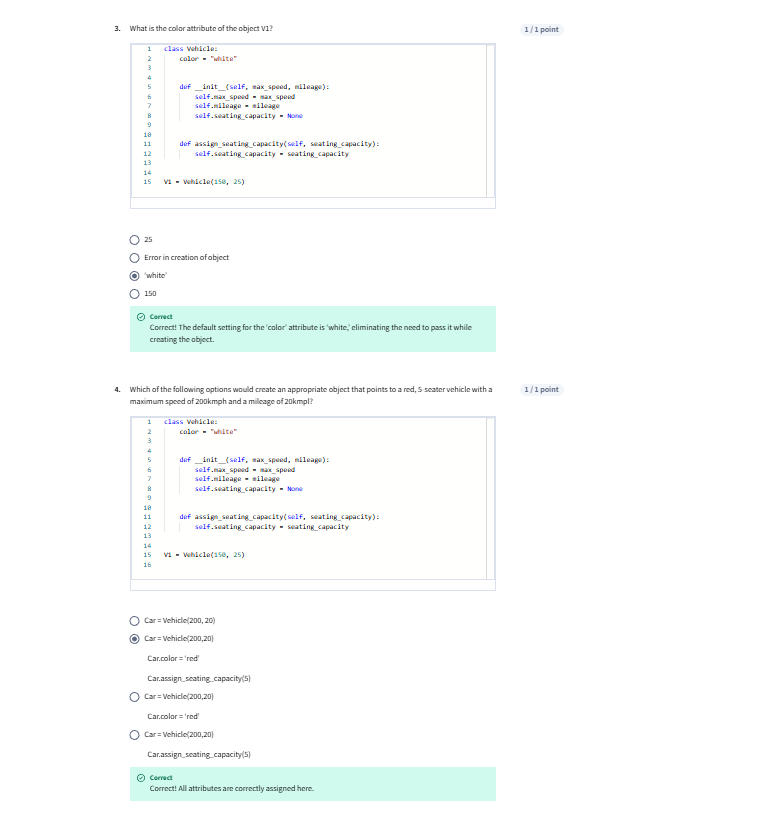 3. What is the color attribute of the object V1?
1 / 1 point
1 class Vehicle:
2 color = "white"
3
4
5 def __init__(self, max_speed, mileage):
6 self.max_speed = max_speed
7 self.mileage = mileage
8 self.seating_capacity = None
9
10
11 def assign_seating_capacity(self, seating_capacity):
12 self.seating_capacity = seating_capacity
13
14
15 V1 = Vehicle(150, 25)
25
Error in creation of object
'white'
150
Correct
Correct! The default setting for the 'color' attribute is 'white,' eliminating the need to pass it while
creating the object.
4. Which of the following options would create an appropriate object that points to a red, 5-seater vehicle with a
maximum speed of 200kmph and a mileage of 20kmpl?
1 / 1 point
1 class Vehicle:
2 color = "white"
3
4
5 def __init__(self, max_speed, mileage):
6 self.max_speed = max_speed
7 self.mileage = mileage
8 self.seating_capacity = None
9
10
11 def assign_seating_capacity(self, seating_capacity):
12 self.seating_capacity = seating_capacity
13
14
15 V1 = Vehicle(150, 25)
16
Car = Vehicle(200, 20)
Car = Vehicle(200,20)
Car.color = 'red'
Car.assign_seating_capacity(5)
Car = Vehicle(200,20)
Car.color = 'red'
Car = Vehicle(200,20)
Car.assign_seating_capacity(5)
Correct
Correct! All attributes are correctly assigned here.